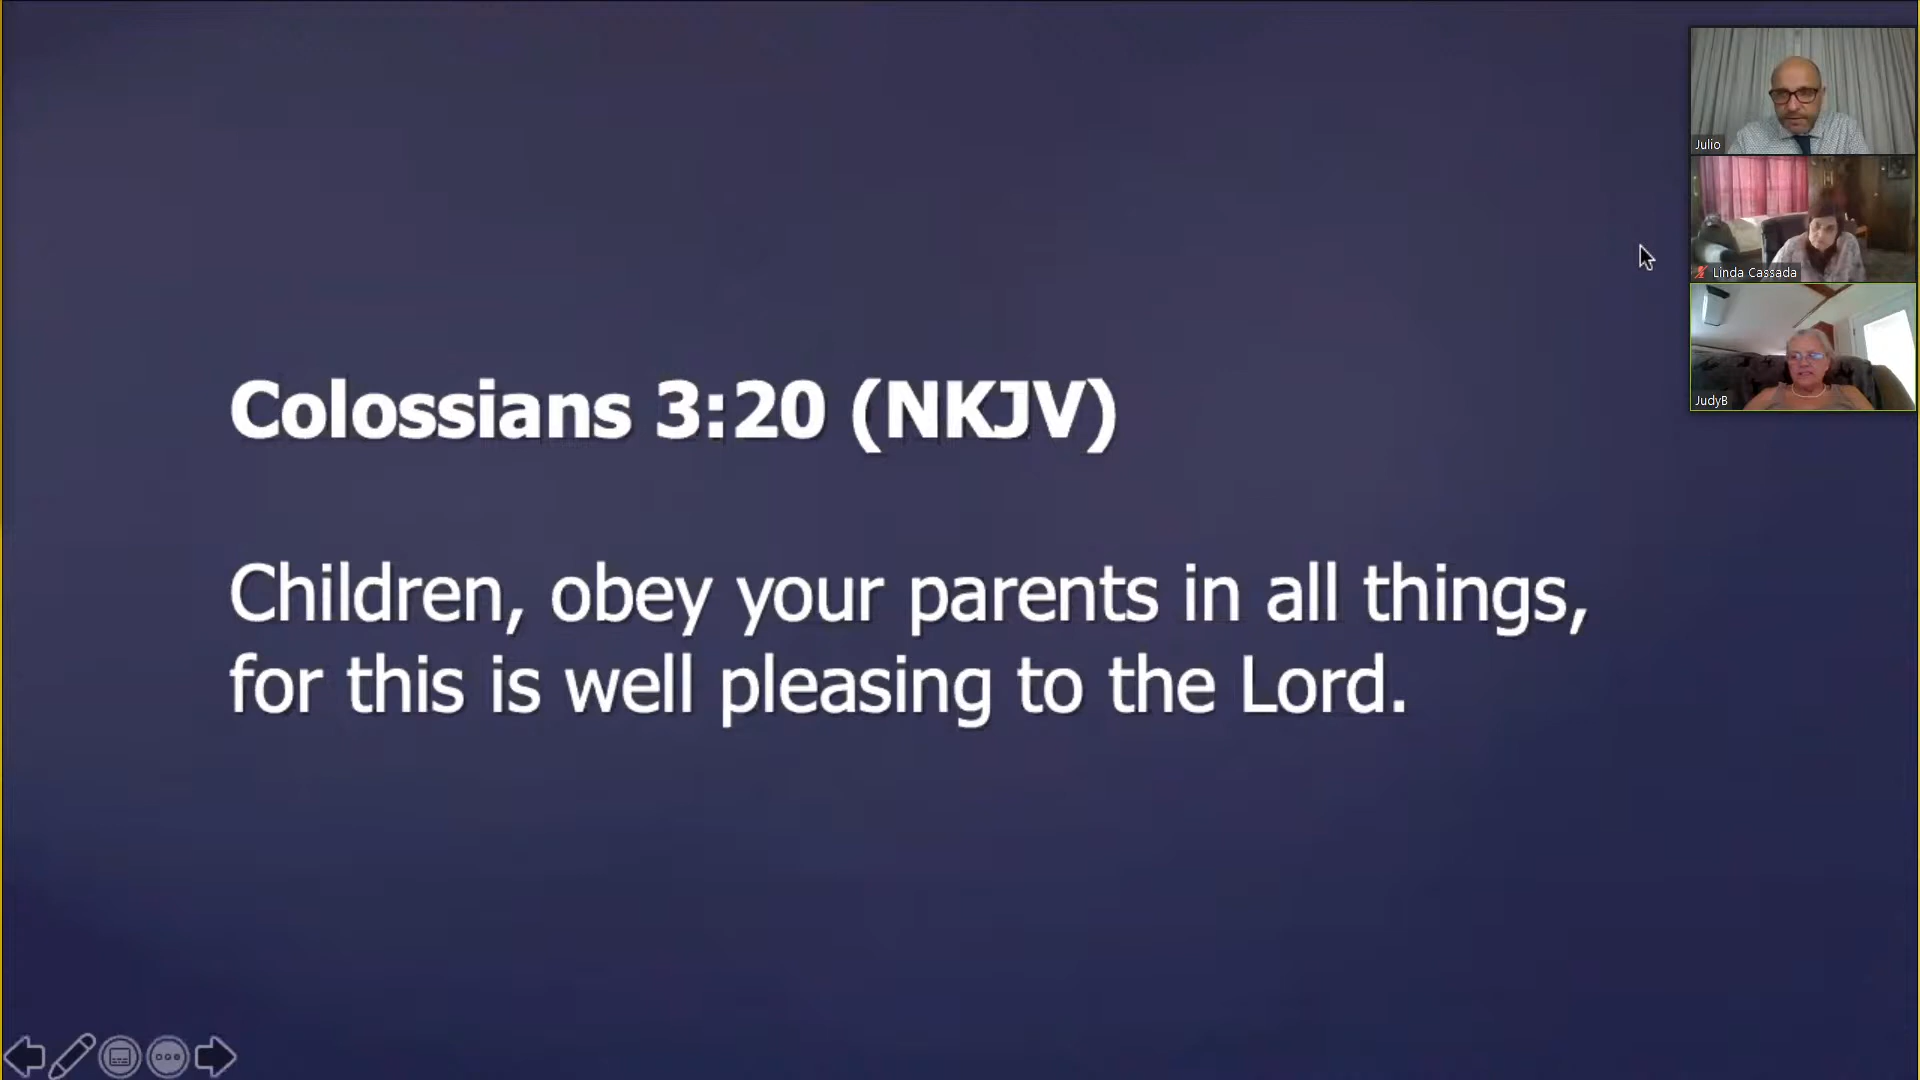 Colossians 3:20 (NKJV)
Children, obey your parents in all things,
for this is well pleasing to the Lord.
Julio
Linda Cassada
JudyB